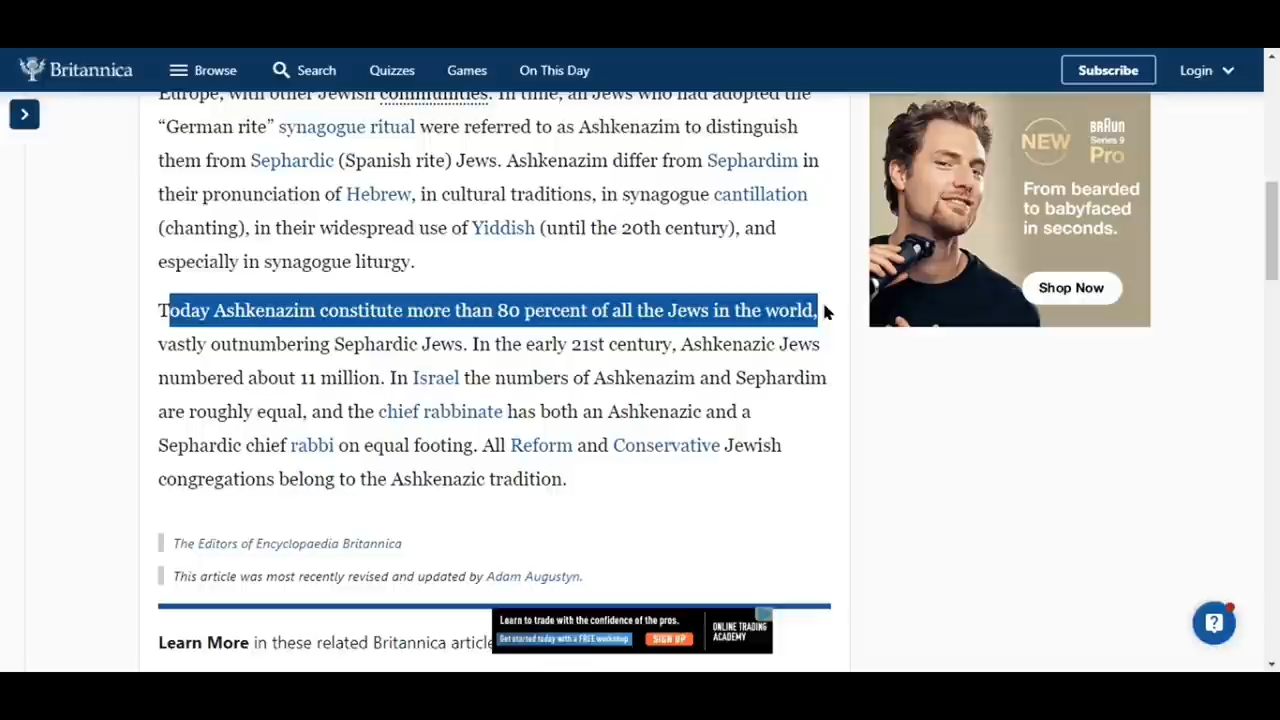 Britannica
Browse
Search
Quizzes
Games
On This Day
Subscribe
Login
Europe, with other Jewish communities. In time, all Jews who had adopted the
“German rite” synagogue ritual were referred to as Ashkenazim to distinguish
them from Sephardic (Spanish rite) Jews. Ashkenazim differ from Sephardim in
their pronunciation of Hebrew, in cultural traditions, in synagogue cantillation
(chanting), in their widespread use of Yiddish (until the 20th century), and
especially in synagogue liturgy.
Today Ashkenazim constitute more than 80 percent of all the Jews in the world,
vastly outnumbering Sephardic Jews. In the early 21st century, Ashkenazic Jews
numbered about 11 million. In Israel the numbers of Ashkenazim and Sephardim
are roughly equal, and the chief rabbinate has both an Ashkenazic and a
Sephardic chief rabbi on equal footing. All Reform and Conservative Jewish
congregations belong to the Ashkenazic tradition.
The Editors of Encyclopaedia Britannica
This article was most recently revised and updated by Adam Augustyn.
Learn More in these related Britannica article
NEW
BRAUN
Series 9
Pro
From bearded
to babyfaced
in seconds.
Shop Now
Learn to trade with the confidence of the pros.
Get started today with a FREE workshop
SIGN UP
ONLINE TRADING
ACADEMY